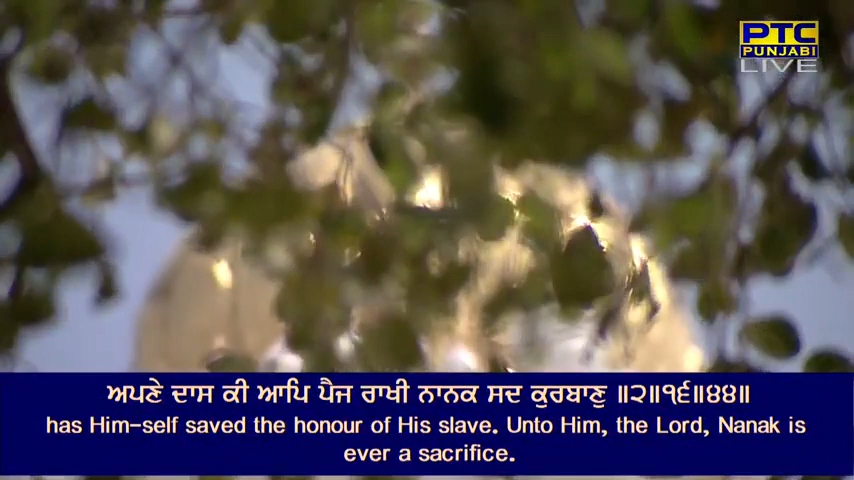 PTC
PUNJABI
LIVE
ਅਪਣੇ ਦਾਸ ਕੀ ਆਪਿ ਪੈਜ ਰਾਖੀ ਨਾਨਕ ਸਦ ਕੁਰਬਾਣੁ ॥੨॥੧੬॥੪੪॥
has Him-self saved the honour of His slave. Unto Him, the Lord, Nanak is
ever a sacrifice.